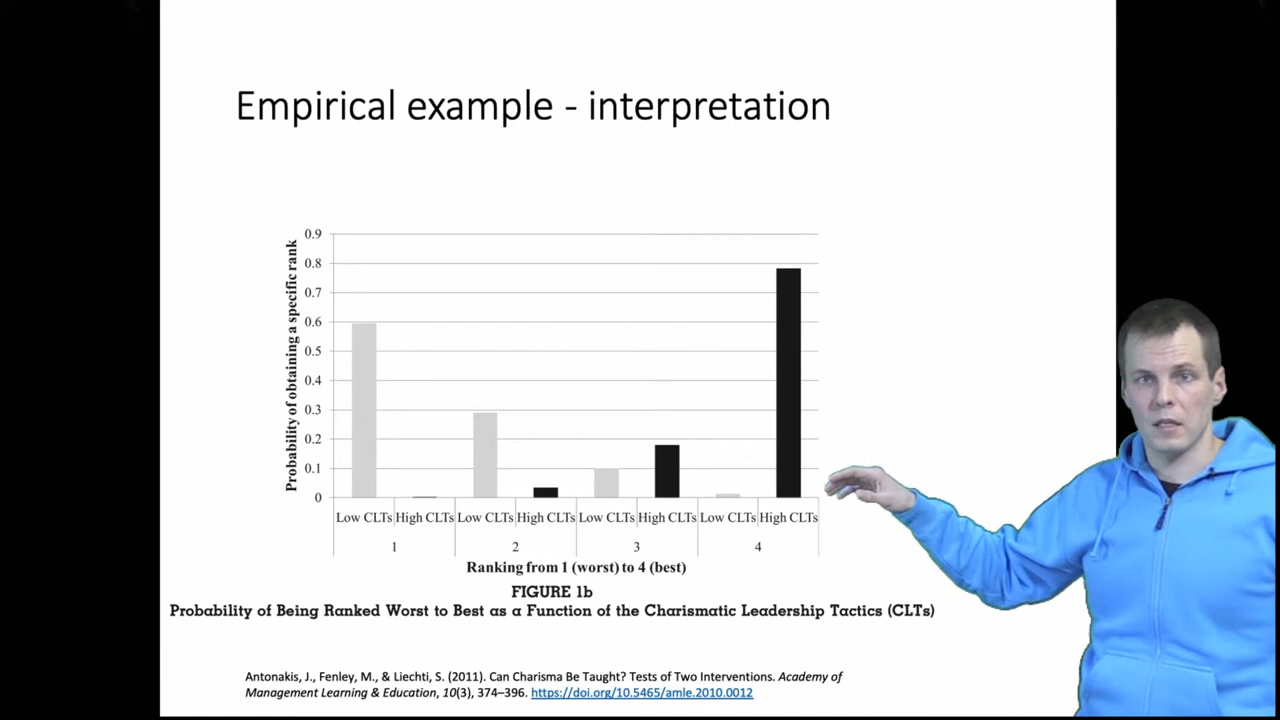 Empirical example - interpretation
Probability of obtaining a specific rank
0.9
0.8
0.7
0.6
0.5
0.4
0.3
0.2
0.1
0
Low CLTs High CLTs Low CLTs High CLTs Low CLTs High CLTs Low CLTs High CLTs
1 2 3 4
Ranking from 1 (worst) to 4 (best)
FIGURE 1b
Probability of Being Ranked Worst to Best as a Function of the Charismatic Leadership Tactics (CLTs)
Antonakis, J., Fenley, M., & Liechti, S. (2011). Can Charisma Be Taught? Tests of Two Interventions. Academy of
Management Learning & Education, 10(3), 374–396. https://doi.org/10.5465/amle.2010.0012